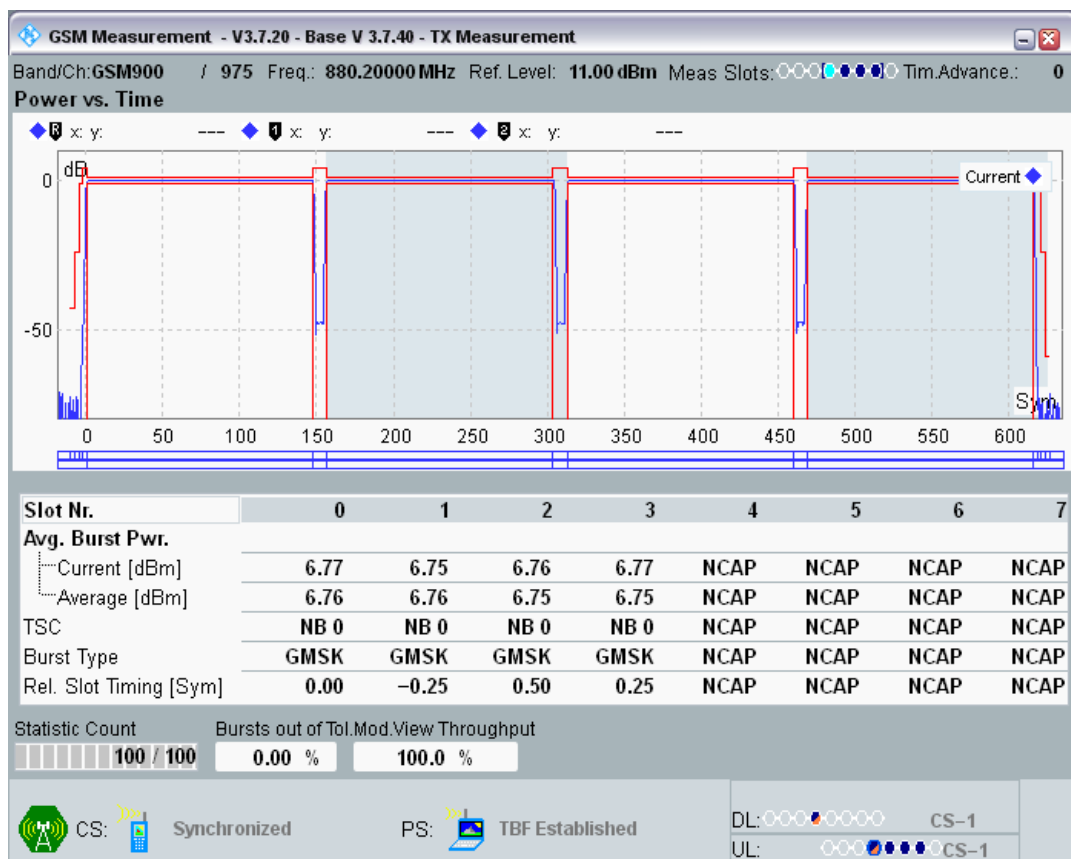 GSM Measurement - V3.7.20 - Base V 3.7.40 - TX Measurement
Band/Ch:GSM900 / 975 Freq.: 880.20000 MHz Ref. Level: 11.00 dBm Meas Slots: Tim.Advance.: 0
Power vs. Time
R x: y: --- 1 x: y: --- 2 x: y: ---
dB
Current
0
-50
Sym
0 50 100 150 200 250 300 350 400 450 500 550 600
Slot Nr. 0 1 2 3 4 5 6 7
Avg. Burst Pwr.
Current [dBm] 6.77 6.75 6.76 6.77 NCAP NCAP NCAP NCAP
Average [dBm] 6.76 6.76 6.75 6.75 NCAP NCAP NCAP NCAP
TSC NB 0 NB 0 NB 0 NB 0 NCAP NCAP NCAP NCAP
Burst Type GMSK GMSK GMSK GMSK NCAP NCAP NCAP NCAP
Rel. Slot Timing [Sym] 0.00 −0.25 0.50 0.25 NCAP NCAP NCAP NCAP
Statistic Count Bursts out of Tol.Mod.View Throughput
100 / 100 0.00 % 100.0 %
CS: Synchronized PS: TBF Established DL: CS−1
UL: CS−1